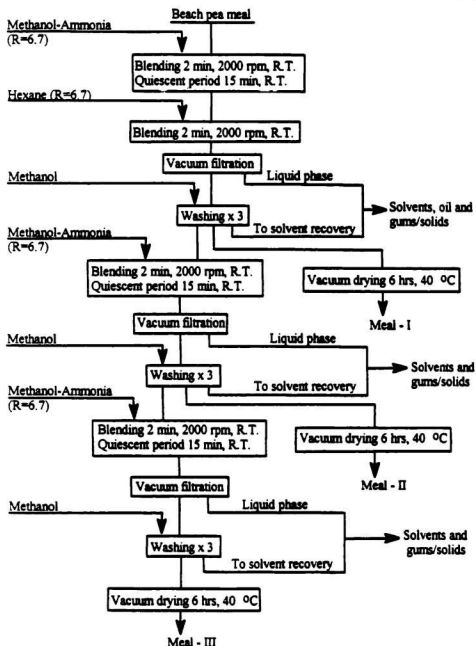 Beach pea meal
Methanol-Ammonia
(R=6.7)
Blending 2 min, 2000 rpm, R.T.
Quiescent period 15 min, R.T.
Hexane (R=6.7)
Blending 2 min, 2000 rpm, R.T.
Vacuum filtration
Liquid phase
Methanol
Solvents, oil and
gums/solids
Washing x 3
To solvent recovery
Methanol-Ammonia
(R=6.7)
Blending 2 min, 2000 rpm, R.T.
Quiescent period 15 min, R.T.
Vacuum drying 6 hrs, 40 °C
Meal - I
Vacuum filtration
Liquid phase
Methanol
Solvents and
gums/solids
Washing x 3
To solvent recovery
Methanol-Ammonia
(R=6.7)
Blending 2 min, 2000 rpm, R.T.
Quiescent period 15 min, R.T.
Vacuum drying 6 hrs, 40 °C
Meal - II
Vacuum filtration
Liquid phase
Methanol
Solvents and
gums/solids
Washing x 3
To solvent recovery
Vacuum drying 6 hrs, 40 °C
Meal - III